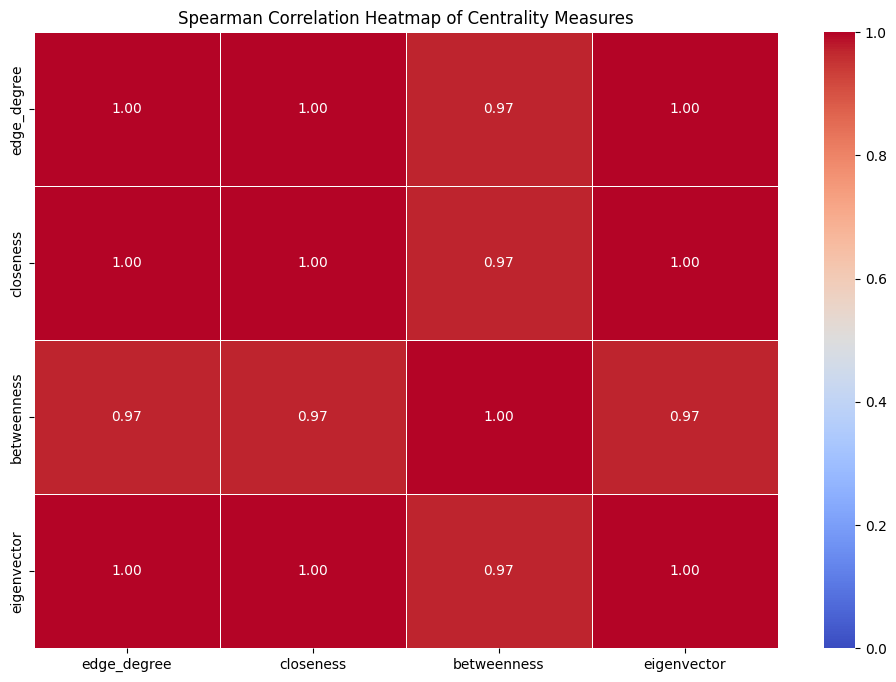 Spearman Correlation Heatmap of Centrality Measures
edge_degree 1.00 1.00 0.97 1.00
closeness 1.00 1.00 0.97 1.00
betweenness 0.97 0.97 1.00 0.97
eigenvector 1.00 1.00 0.97 1.00
edge_degree closeness betweenness eigenvector
1.0
0.8
0.6
0.4
0.2
0.0